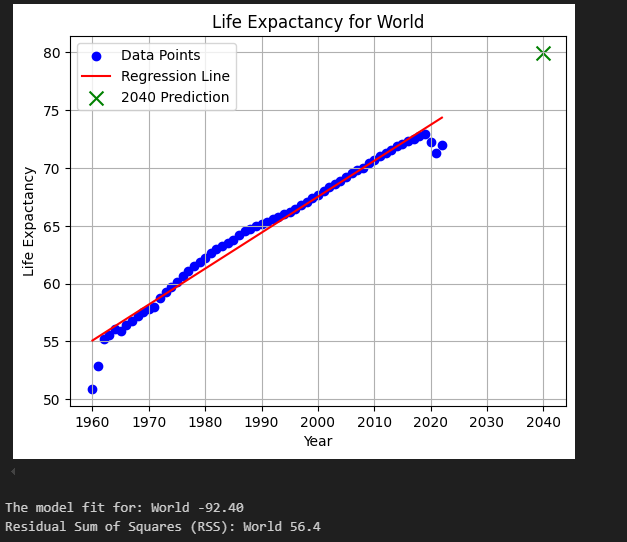 Life Expactancy for World
Data Points
Regression Line
2040 Prediction
80
75
70
65
60
55
50
Life Expactancy
1960 1970 1980 1990 2000 2010 2020 2030 2040
Year
The model fit for: World -92.40
Residual Sum of Squares (RSS): World 56.4